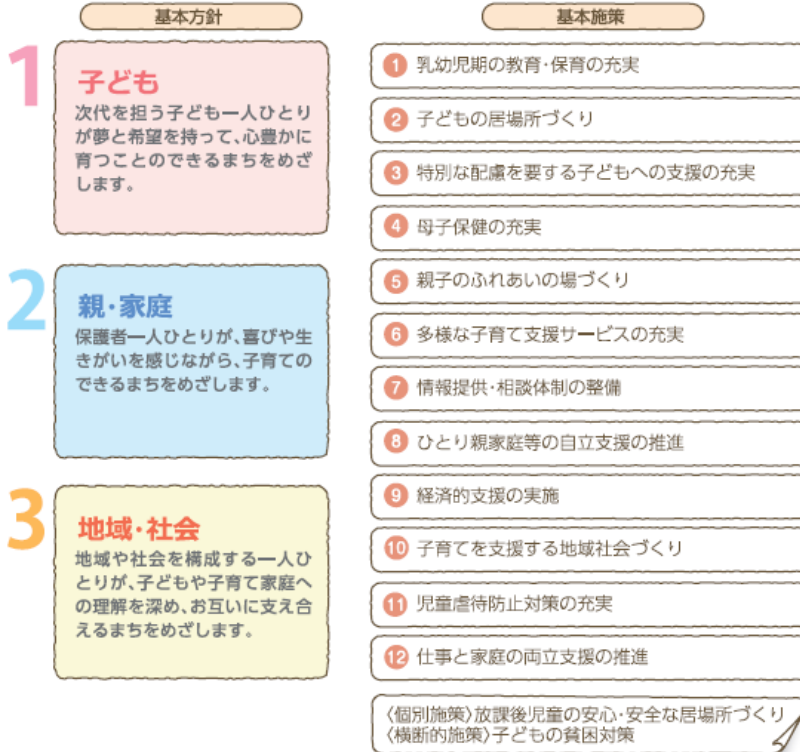 基本方針
1
子ども
次代を担う子ども一人ひとり
が夢と希望を持って、心豊かに
育つことのできるまちをめざ
します。
2
親・家庭
保護者一人ひとりが、喜びや生
きがいを感じながら、子育ての
できるまちをめざします。
3
地域・社会
地域や社会を構成する一人ひ
とりが、子どもや子育て家庭へ
の理解を深め、お互いに支え合
えるまちをめざします。
基本施策
1 乳幼児期の教育・保育の充実
2 子どもの居場所づくり
3 特別な配慮を要する子どもへの支援の充実
4 母子保健の充実
5 親子のふれあいの場づくり
6 多様な子育て支援サービスの充実
7 情報提供・相談体制の整備
8 ひとり親家庭等の自立支援の推進
9 経済的支援の実施
10 子育てを支援する地域社会づくり
11 児童虐待防止対策の充実
12 仕事と家庭の両立支援の推進
〈個別施策〉放課後児童の安心・安全な居場所づくり
〈横断的施策〉子どもの貧困対策